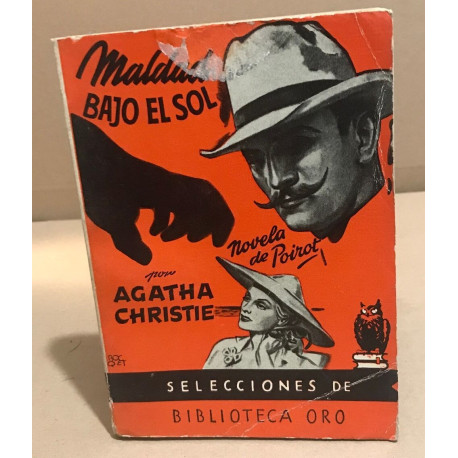 BAJO EL SOL
novela
de Poirot
por
AGATHA
CHRISTIE
SELECCIONES DE
BIBLIOTECA ORO